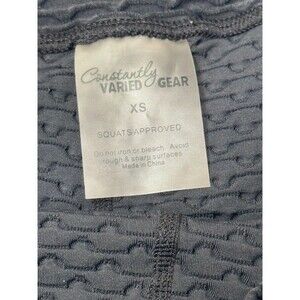 Constantly
VARIED GEAR
XS
SQUATS APPROVED
Do not iron or bleach. Avoid
rough & sharp surfaces
Made in China